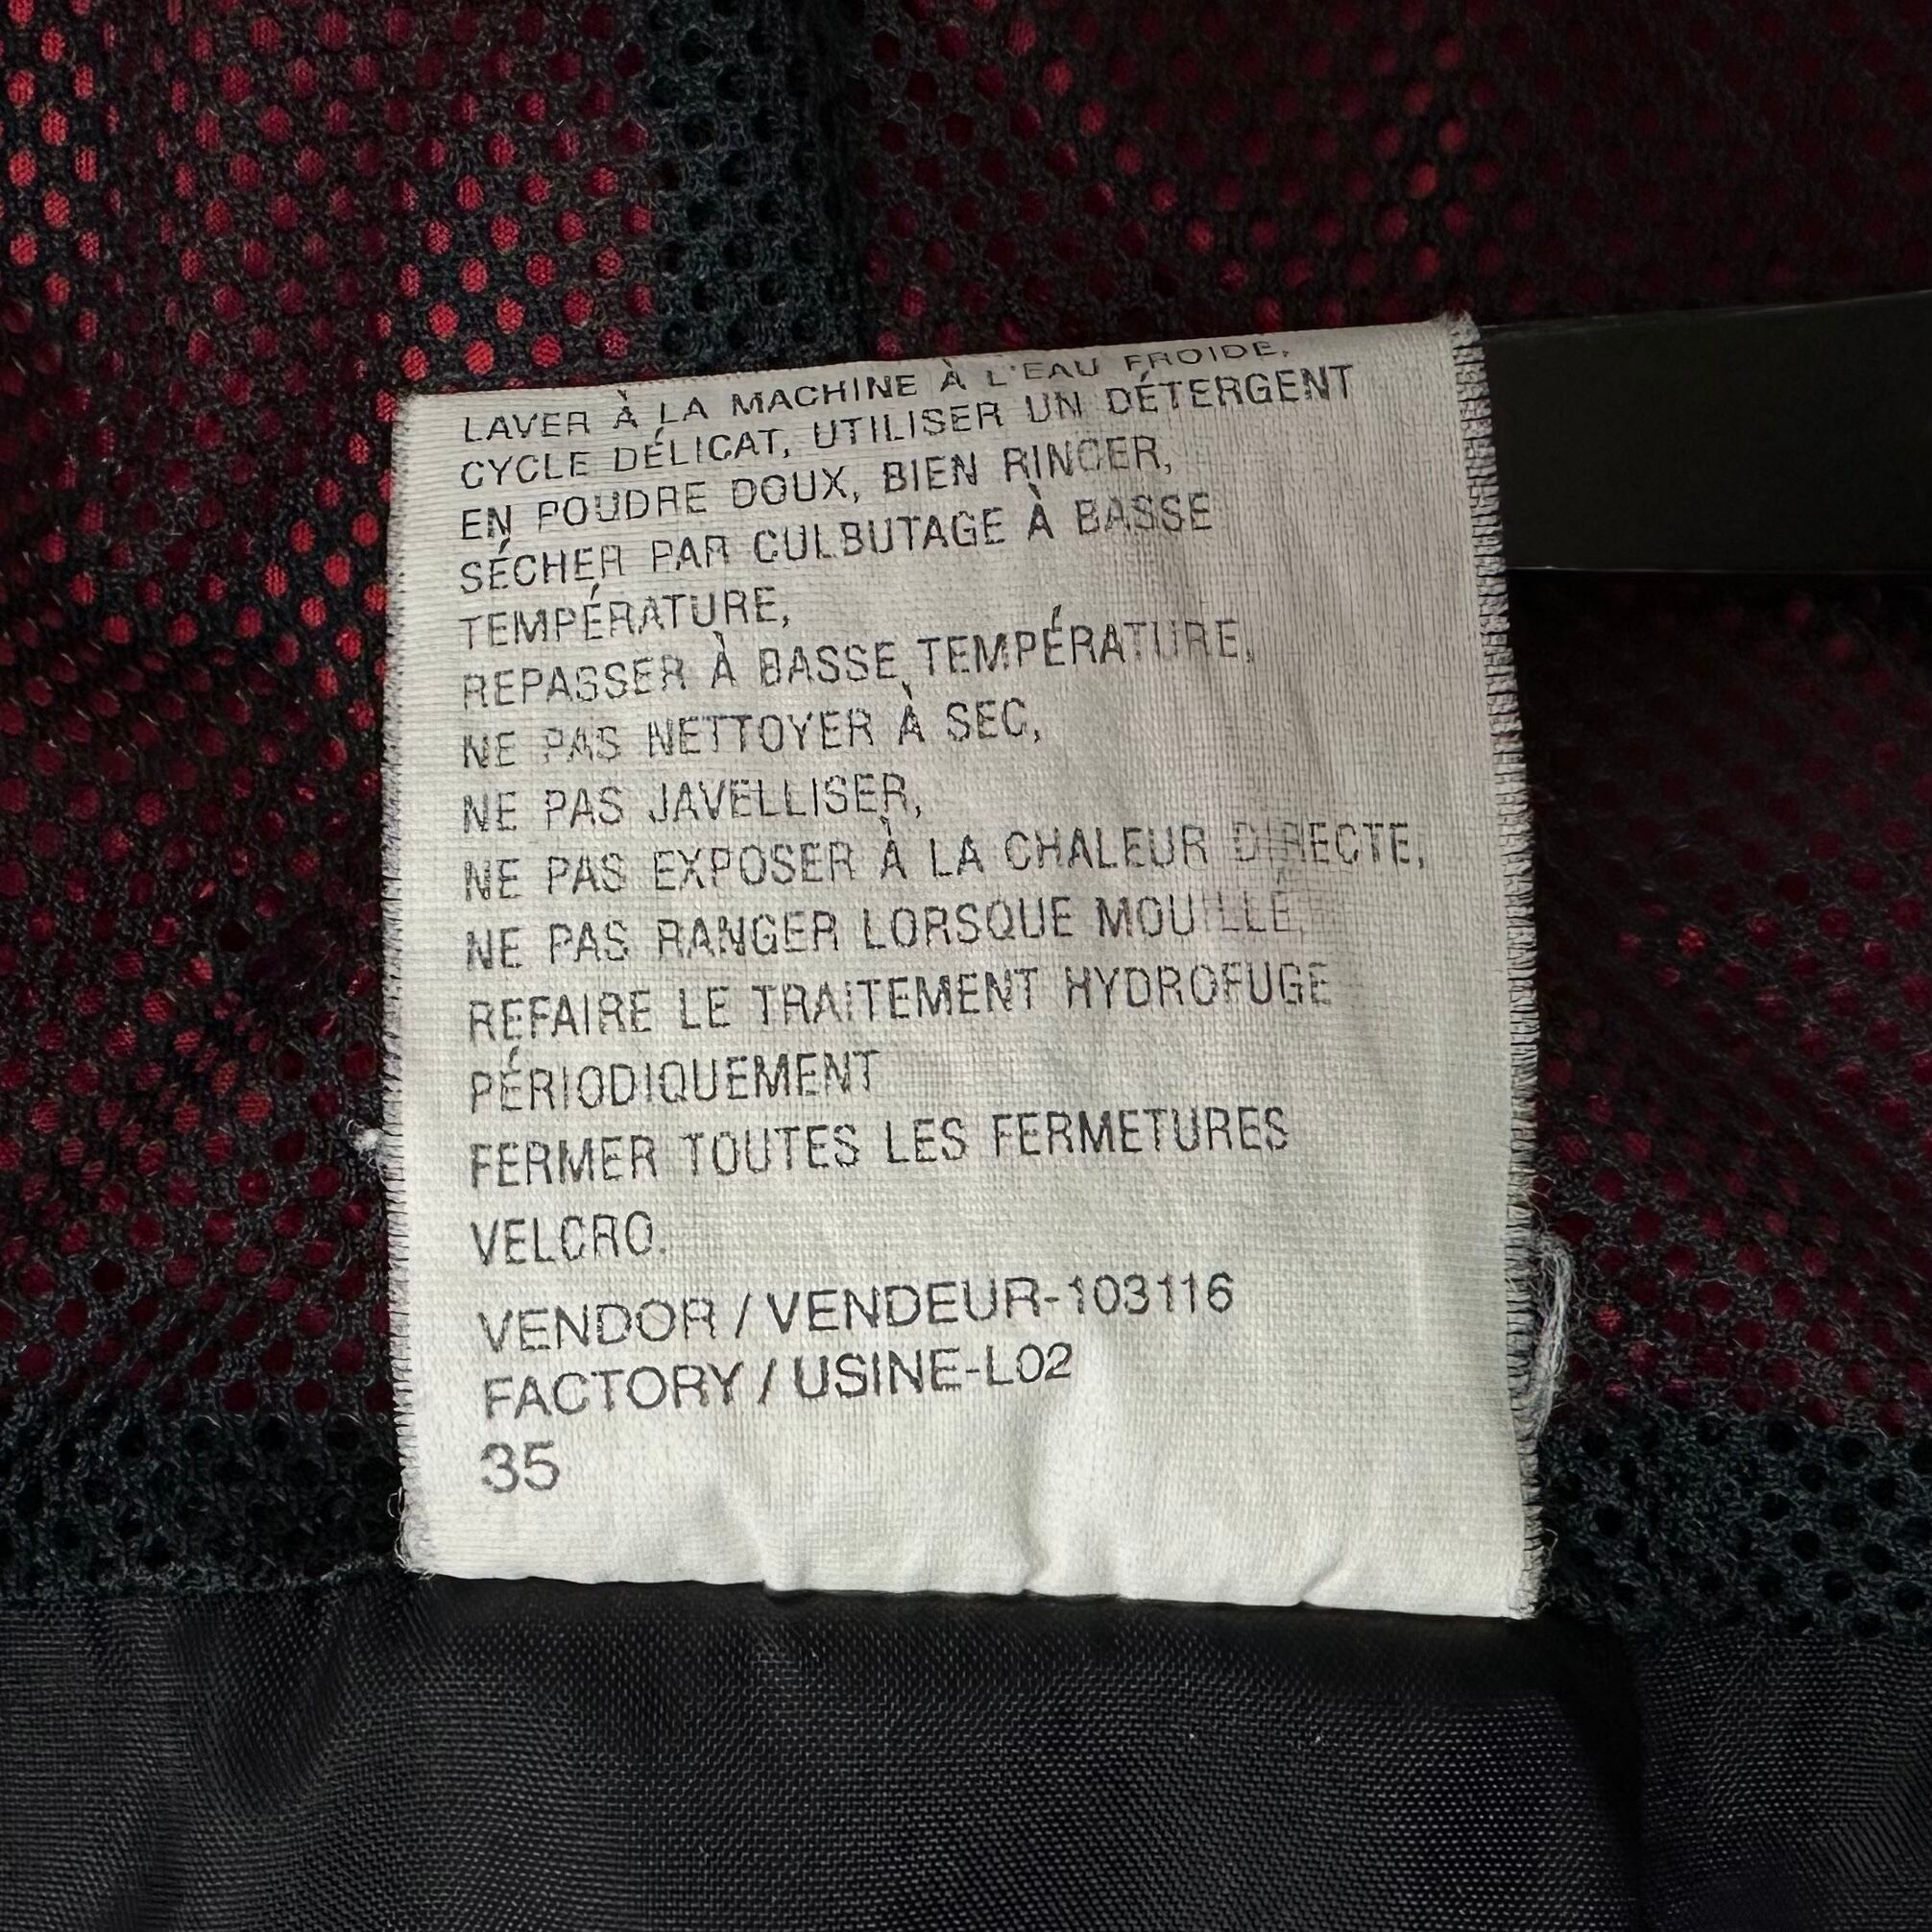 LAVER À LA MACHINE À L'EAU FROIDE,
CYCLE DÉLICAT, UTILISER UN DÉTERGENT
EN POUDRE DOUX, BIEN RINCER,
SÉCHER PAR CULBUTAGE À BASSE
TEMPÉRATURE,
REPASSER À BASSE TEMPÉRATURE,
NE PAS NETTOYER À SEC,
NE PAS JAVELLISER,
NE PAS EXPOSER À LA CHALEUR DIRECTE,
NE PAS RANGER LORSQUE MOUILLÉ,
REFAIRE LE TRAITEMENT HYDROFUGE
PÉRIODIQUEMENT
FERMER TOUTES LES FERMETURES
VELCRO.
VENDOR / VENDEUR-103116
FACTORY / USINE-L02
35